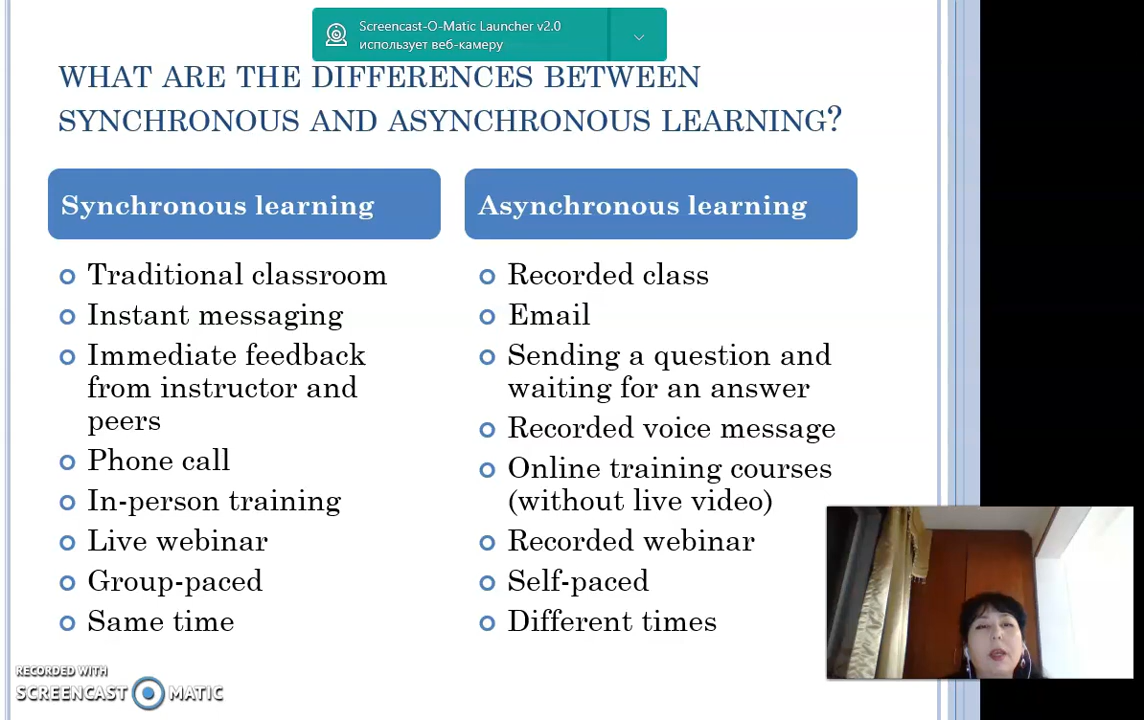 Screencast-O-Matic Launcher v2.0
использует веб-камеру
WHAT ARE THE DIFFERENCES BETWEEN
SYNCHRONOUS AND ASYNCHRONOUS LEARNING?
Synchronous learning
Traditional classroom
Instant messaging
Immediate feedback
from instructor and
peers
Phone call
In-person training
Live webinar
Group-paced
Same time
Asynchronous learning
Recorded class
Email
Sending a question and
waiting for an answer
Recorded voice message
Online training courses
(without live video)
Recorded webinar
Self-paced
Different times
RECORDED WITH
SCREENCAST MATIC